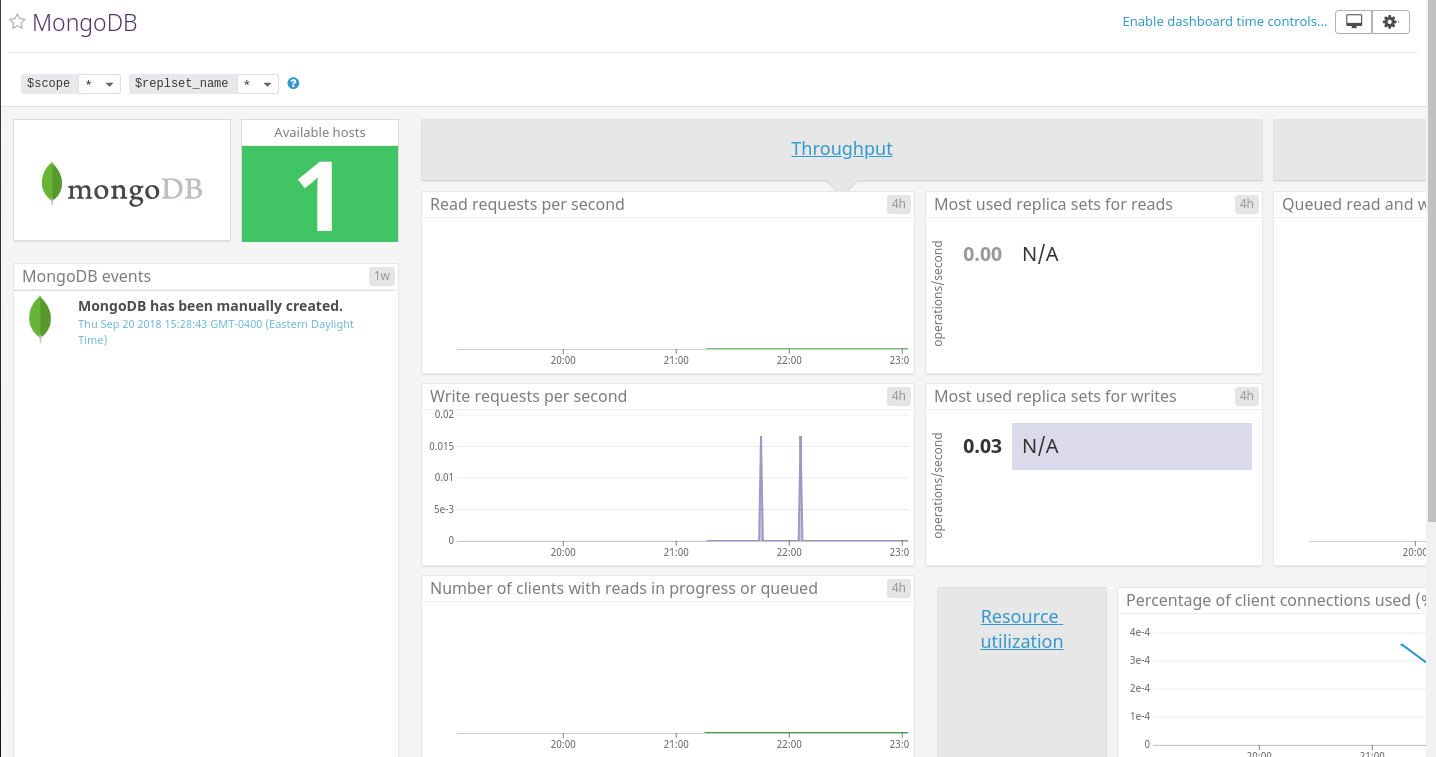 MongoDB
Enable dashboard time controls...
$scope * $replset_name * ?
mongoDB
Available hosts
1
MongoDB events 1w
MongoDB has been manually created.
Thu Sep 20 2018 15:28:43 GMT-0400 (Eastern Daylight
Time)
Throughput
Read requests per second 4h
20:00 21:00 22:00 23:0
Most used replica sets for reads 4h
operations/second
0.00 N/A
Queued read and w
20:00
Write requests per second 4h
0.02
0.015
0.01
5e-3
0
20:00 21:00 22:00 23:0
Most used replica sets for writes 4h
operations/second
0.03 N/A
Number of clients with reads in progress or queued 4h
20:00 21:00 22:00 23:0
Resource
utilization
Percentage of client connections used (%
4e-4
3e-4
2e-4
1e-4
0
20:00 21:00